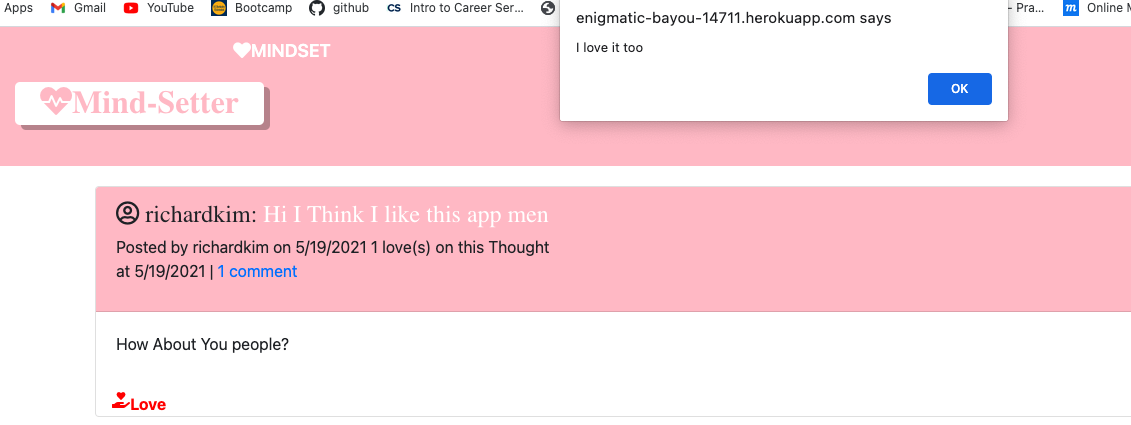 Apps Gmail YouTube Bootcamp github CS Intro to Career Ser... - Pra... m Online M
enigmatic-bayou-14711.herokuapp.com says
I love it too
OK
MINDSET
Mind-Setter
richardkim: Hi I Think I like this app men
Posted by richardkim on 5/19/2021 1 love(s) on this Thought
at 5/19/2021 | 1 comment
How About You people?
Love